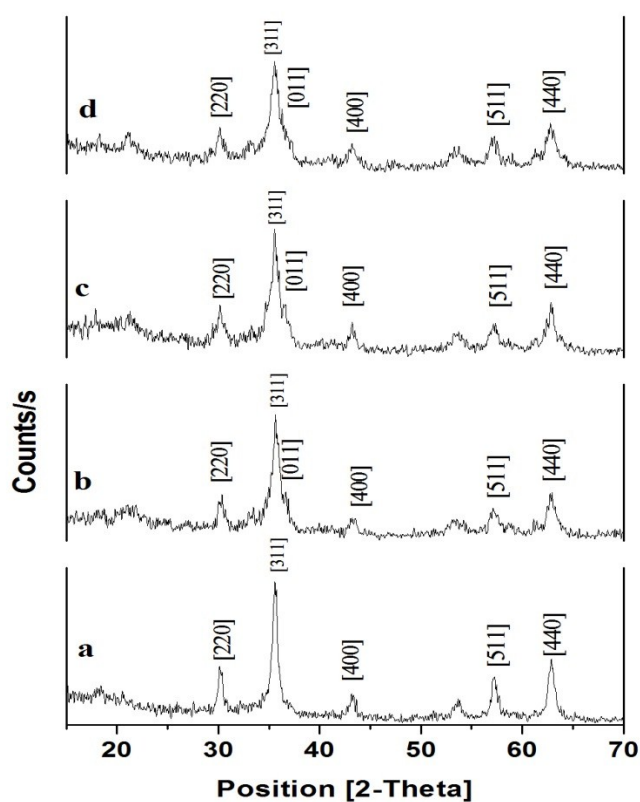 [311]
d [220] [011] [400] [511] [440]
[311]
c [220] [011] [400] [511] [440]
[311]
b [220] [011] [400] [511] [440]
[311]
a [220] [400] [511] [440]
Counts/s
20 30 40 50 60 70
Position [2-Theta]